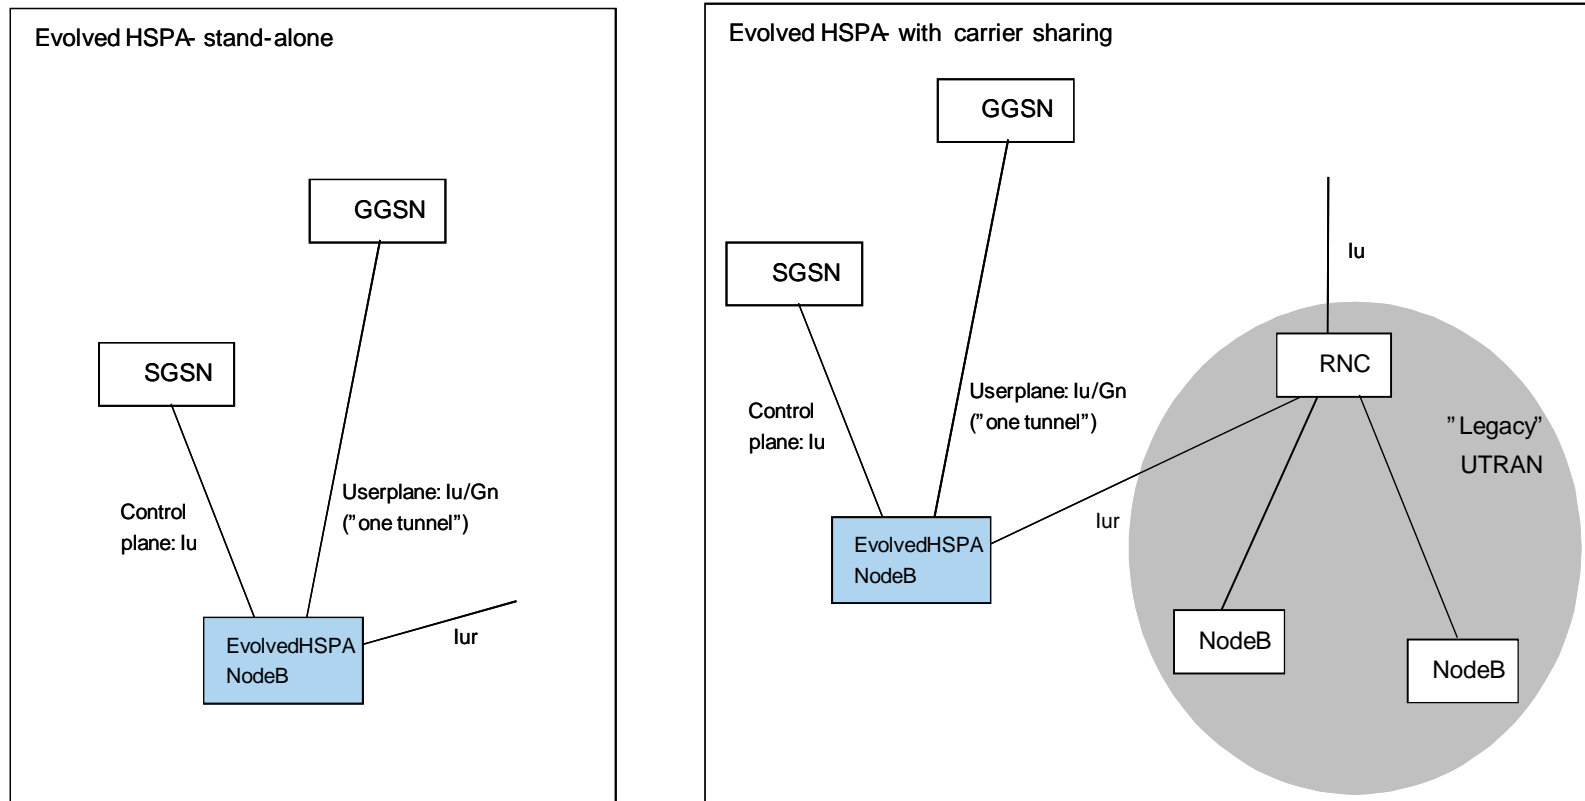 Evolved HSPA- stand-alone
GGSN
SGSN
Userplane: Iu/Gn
("one tunnel")
Control
plane: Iu
EvolvedHSPA
NodeB
Iur
Evolved HSPA- with carrier sharing
GGSN
SGSN
Iu
RNC
Userplane: Iu/Gn
("one tunnel")
Control
plane: Iu
"Legacy"
UTRAN
Iur
EvolvedHSPA
NodeB
NodeB
NodeB